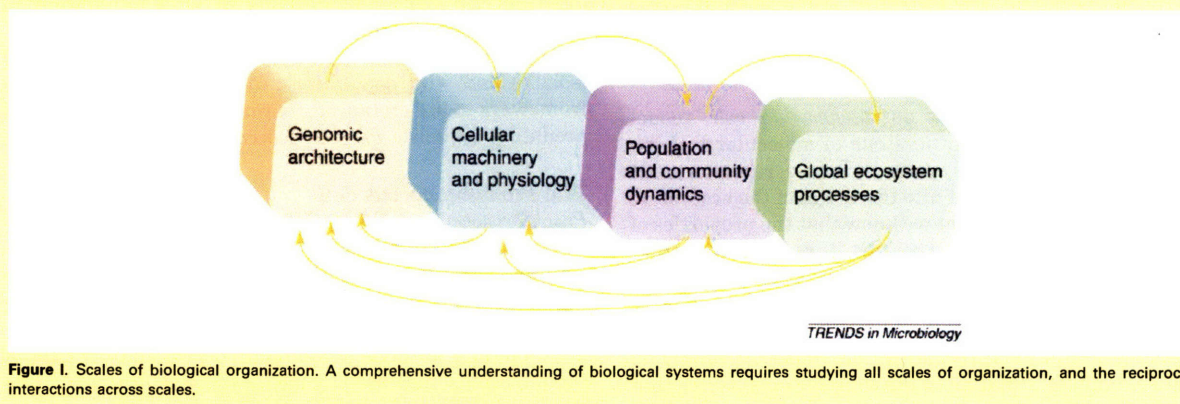 Genomic
architecture
Cellular
machinery
and physiology
Population
and community
dynamics
Global ecosystem
processes
TRENDS in Microbiology
Figure I. Scales of biological organization. A comprehensive understanding of biological systems requires studying all scales of organization, and the reciproc
interactions across scales.